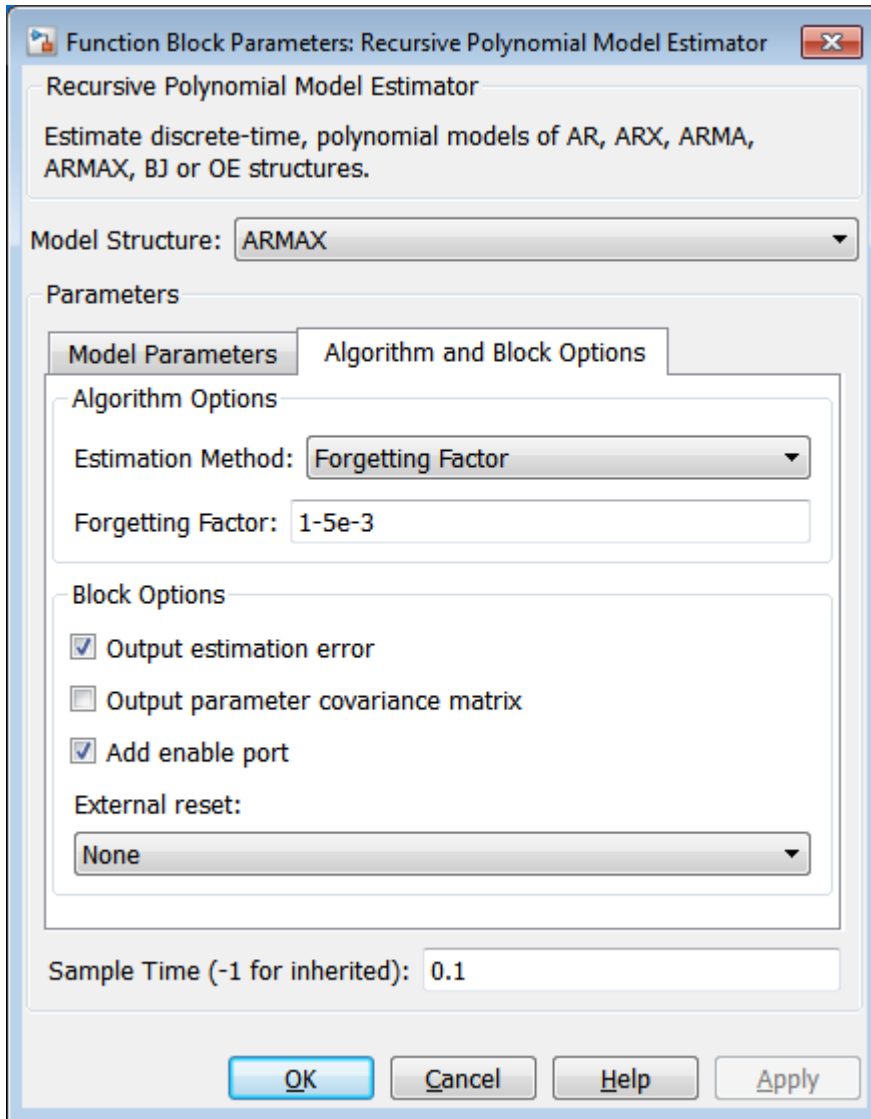 Function Block Parameters: Recursive Polynomial Model Estimator
Recursive Polynomial Model Estimator
Estimate discrete-time, polynomial models of AR, ARX, ARMA,
ARMAX, BJ or OE structures.
Model Structure: ARMAX
Parameters
Model Parameters Algorithm and Block Options
Algorithm Options
Estimation Method: Forgetting Factor
Forgetting Factor: 1-5e-3
Block Options
Output estimation error
Output parameter covariance matrix
Add enable port
External reset:
None
Sample Time (-1 for inherited): 0.1
OK Cancel Help Apply